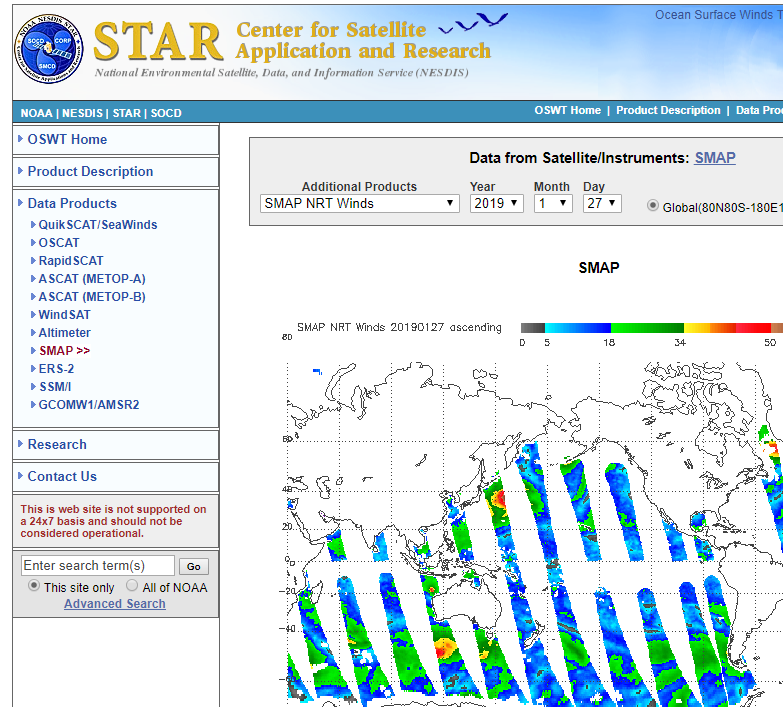 NOAA NESDIS STAR
SOCD
CORP
SMCD
Ocean Surface Winds T
STAR Center for Satellite
Application and Research
National Environmental Satellite, Data, and Information Service (NESDIS)
NOAA | NESDIS | STAR | SOCD
OSWT Home | Product Description | Data Pro
OSWT Home
Product Description
Data Products
QuikSCAT/SeaWinds
OSCAT
RapidSCAT
ASCAT (METOP-A)
ASCAT (METOP-B)
WindSAT
Altimeter
SMAP >>
ERS-2
SSM/I
GCOMW1/AMSR2
Research
Contact Us
This is web site is not supported on
a 24x7 basis and should not be
considered operational.
Enter search term(s) Go
This site only All of NOAA
Advanced Search
Data from Satellite/Instruments: SMAP
Additional Products Year Month Day
SMAP NRT Winds 2019 1 27 Global(80N80S-180E1
SMAP
SMAP NRT Winds 20190127 ascending
0 5 18 34 50
80
60
40
20
0
-20
-40